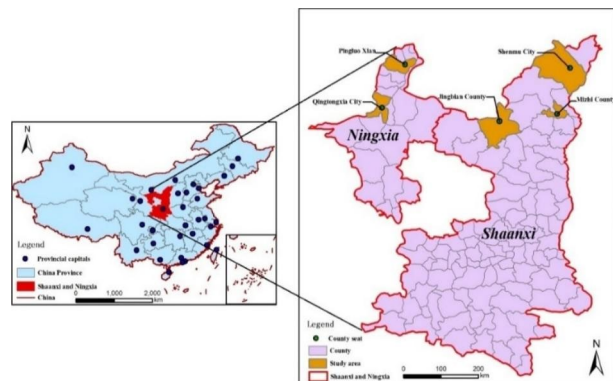 N
Legend
Provincial capitals
China Province
Shaanxi and Ningxia
China
0 1,000 2,000
km
Pingluo Xian
Shenmu City
Qingtongxia City
Jingbian County
Mizhi County
Ningxia
Shaanxi
Legend
County seat
County
Study area
Shaanxi and Ningxia
0 100 200
km
N